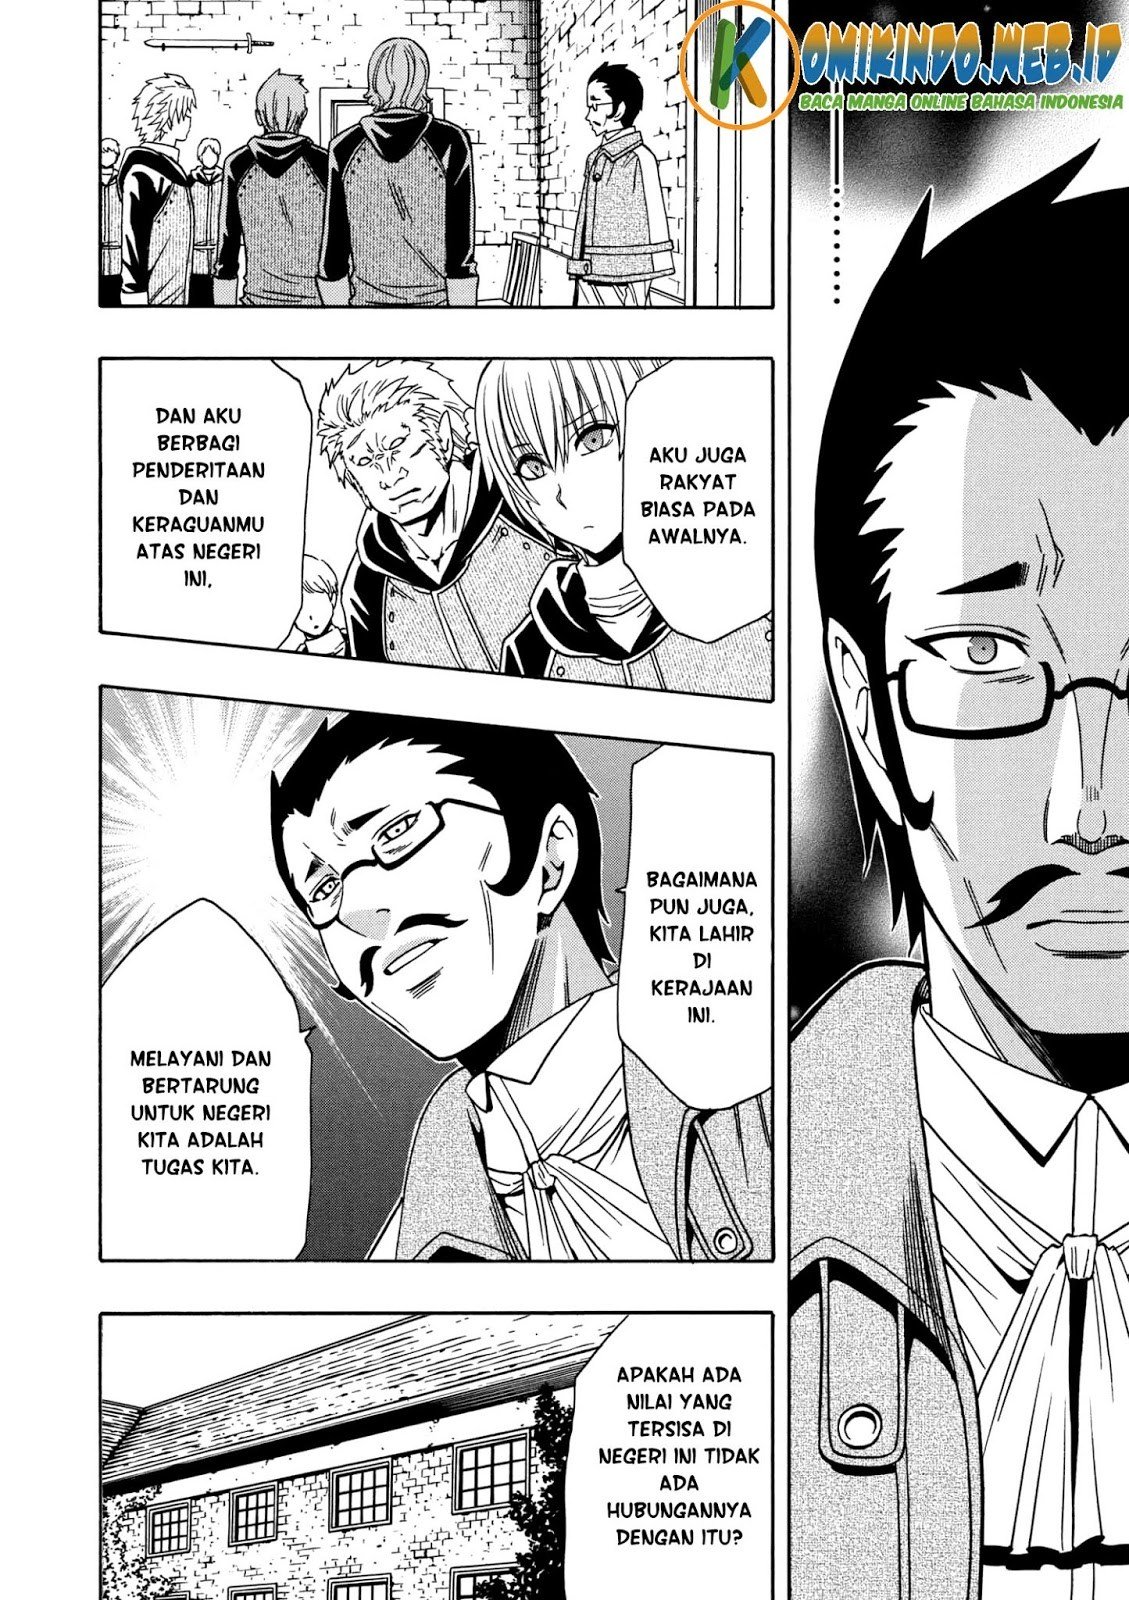 OMIKINDO.WEB.ID
BACA MANGA ONLINE BAHASA INDONESIA
AKU JUGA
RAKYAT
BIASA PADA
AWALNYA.
DAN AKU
BERBAGI
PENDERITAAN
DAN
KERAGUANMU
ATAS NEGERI
INI,
BAGAIMANA
PUN JUGA,
KITA LAHIR
DI
KERAJAAN
INI.
MELAYANI DAN
BERTARUNG
UNTUK NEGERI
KITA ADALAH
TUGAS KITA.
APAKAH ADA
NILAI YANG
TERSISA DI
NEGERI INI TIDAK
ADA
HUBUNGANNYA
DENGAN ITU?